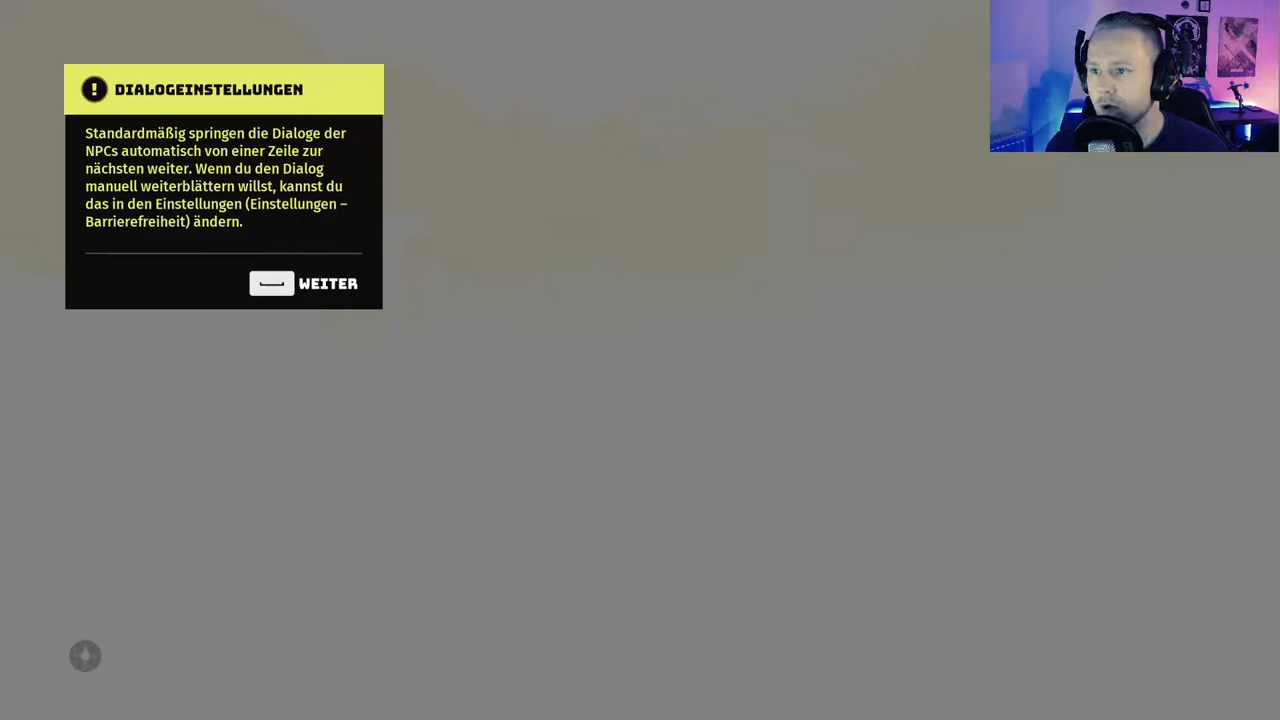 DIALOGEINSTELLUNGEN
Standardmäßig springen die Dialoge der
NPCs automatisch von einer Zeile zur
nächsten weiter. Wenn du den Dialog
manuell weiterblättern willst, kannst du
das in den Einstellungen (Einstellungen –
Barrierefreiheit) ändern.
WEITER